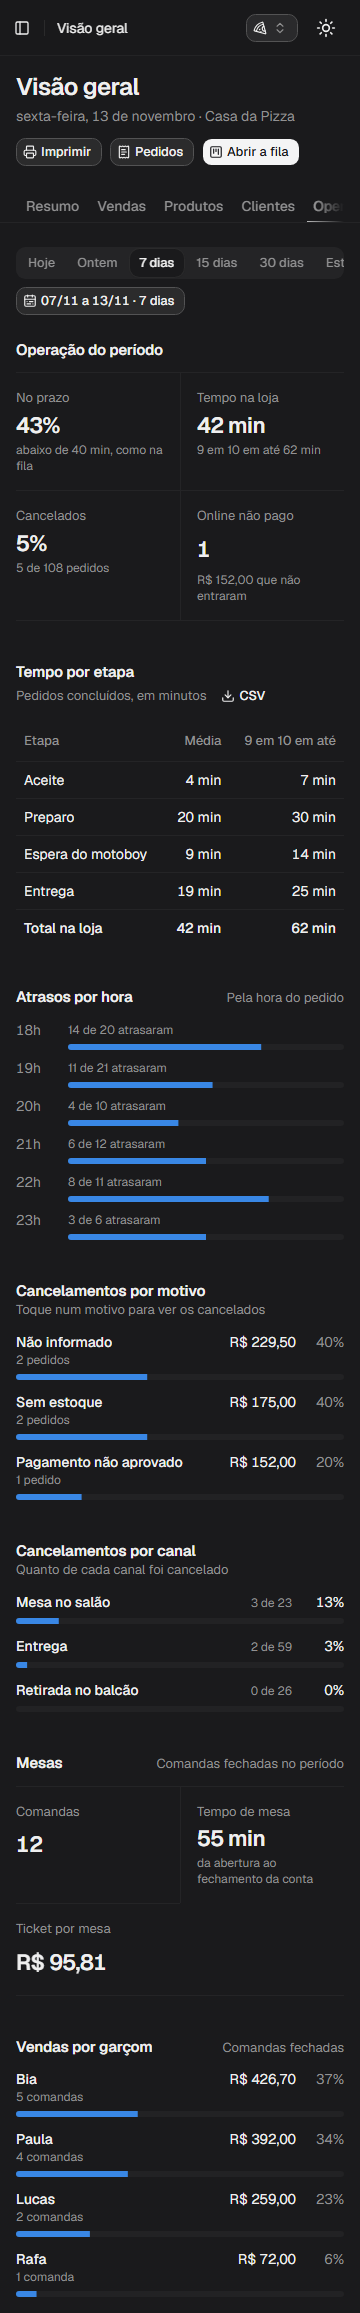 Visão geral
Visão geral
sexta-feira, 13 de novembro · Casa da Pizza
Imprimir Pedidos Abrir a fila
Resumo Vendas Produtos Clientes Ope
Hoje Ontem 7 dias 15 dias 30 dias Est
07/11 a 13/11 · 7 dias
Operação do período
No prazo
43%
abaixo de 40 min, como na
fila
Tempo na loja
42 min
9 em 10 em até 62 min
Cancelados
5%
5 de 108 pedidos
Online não pago
1
R$ 152,00 que não
entraram
Tempo por etapa
Pedidos concluídos, em minutos CSV
Etapa Média 9 em 10 em até
Aceite 4 min 7 min
Preparo 20 min 30 min
Espera do motoboy 9 min 14 min
Entrega 19 min 25 min
Total na loja 42 min 62 min
Atrasos por hora Pela hora do pedido
18h 14 de 20 atrasaram
19h 11 de 21 atrasaram
20h 4 de 10 atrasaram
21h 6 de 12 atrasaram
22h 8 de 11 atrasaram
23h 3 de 6 atrasaram
Cancelamentos por motivo
Toque num motivo para ver os cancelados
Não informado R$ 229,50 40%
2 pedidos
Sem estoque R$ 175,00 40%
2 pedidos
Pagamento não aprovado R$ 152,00 20%
1 pedido
Cancelamentos por canal
Quanto de cada canal foi cancelado
Mesa no salão 3 de 23 13%
Entrega 2 de 59 3%
Retirada no balcão 0 de 26 0%
Mesas Comandas fechadas no período
Comandas
12
Tempo de mesa
55 min
da abertura ao
fechamento da conta
Ticket por mesa
R$ 95,81
Vendas por garçom Comandas fechadas
Bia R$ 426,70 37%
5 comandas
Paula R$ 392,00 34%
4 comandas
Lucas R$ 259,00 23%
2 comandas
Rafa R$ 72,00 6%
1 comanda